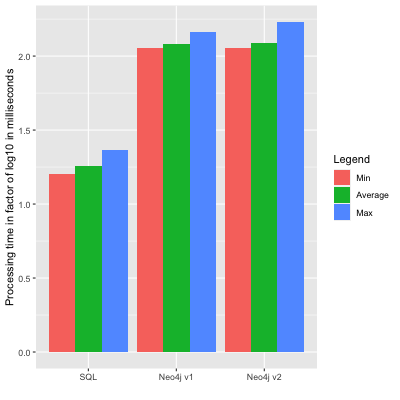 Processing time in factor of log10 in milliseconds
2.0
1.5
1.0
0.5
0.0
SQL
Neo4j v1
Neo4j v2
Legend
Min
Average
Max